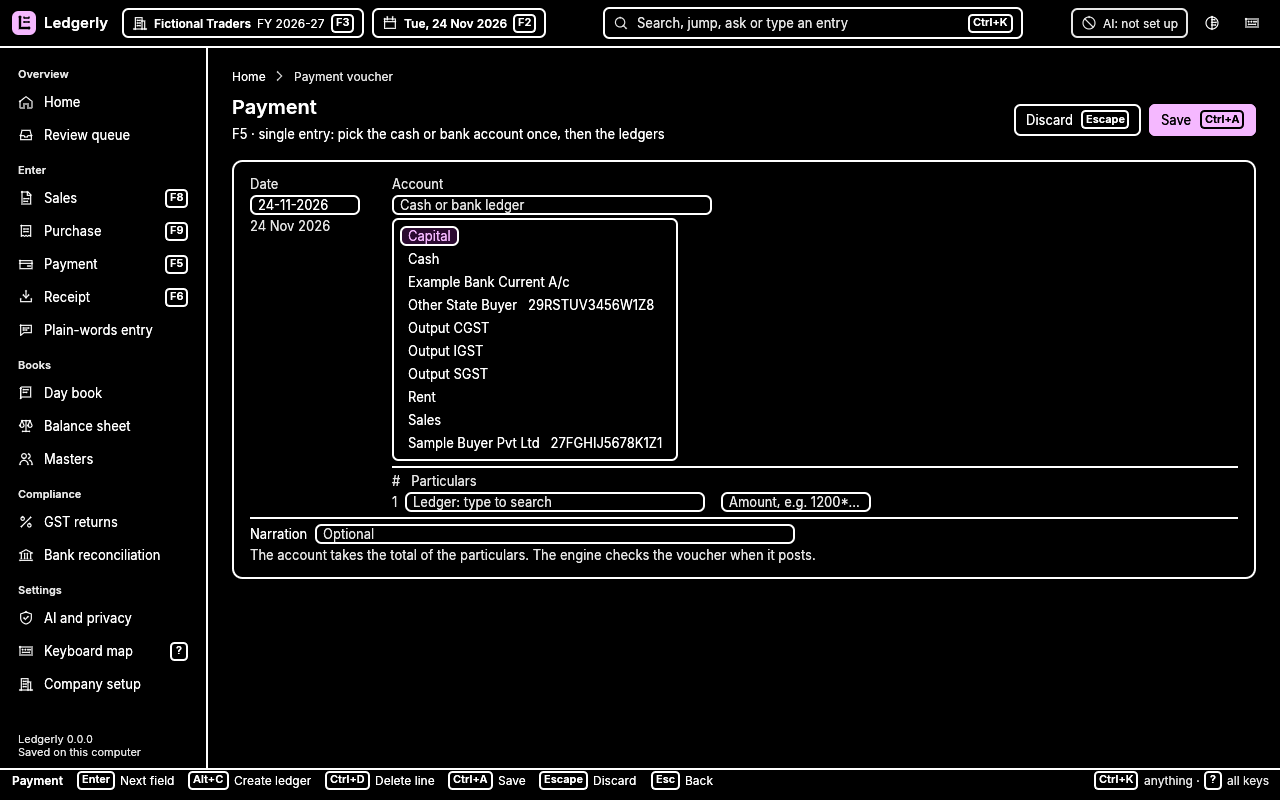 Ledgerly
Fictional Traders FY 2026-27 F3
Tue, 24 Nov 2026 F2
Search, jump, ask or type an entry Ctrl+K
AI: not set up
Overview
Home
Review queue
Enter
Sales F8
Purchase F9
Payment F5
Receipt F6
Plain-words entry
Books
Day book
Balance sheet
Masters
Compliance
GST returns
Bank reconciliation
Settings
AI and privacy
Keyboard map ?
Company setup
Ledgerly 0.0.0
Saved on this computer
Home Payment voucher
Payment
F5 · single entry: pick the cash or bank account once, then the ledgers
Discard Escape
Save Ctrl+A
Date
24-11-2026
24 Nov 2026
Account
Cash or bank ledger
Capital
Cash
Example Bank Current A/c
Other State Buyer 29RSTUV3456W1Z8
Output CGST
Output IGST
Output SGST
Rent
Sales
Sample Buyer Pvt Ltd 27FGHIJ5678K1Z1
# Particulars
1 Ledger: type to search Amount, e.g. 1200*...
Narration Optional
The account takes the total of the particulars. The engine checks the voucher when it posts.
Payment Enter Next field Alt+C Create ledger Ctrl+D Delete line Ctrl+A Save Escape Discard Esc Back
Ctrl+K anything · ? all keys